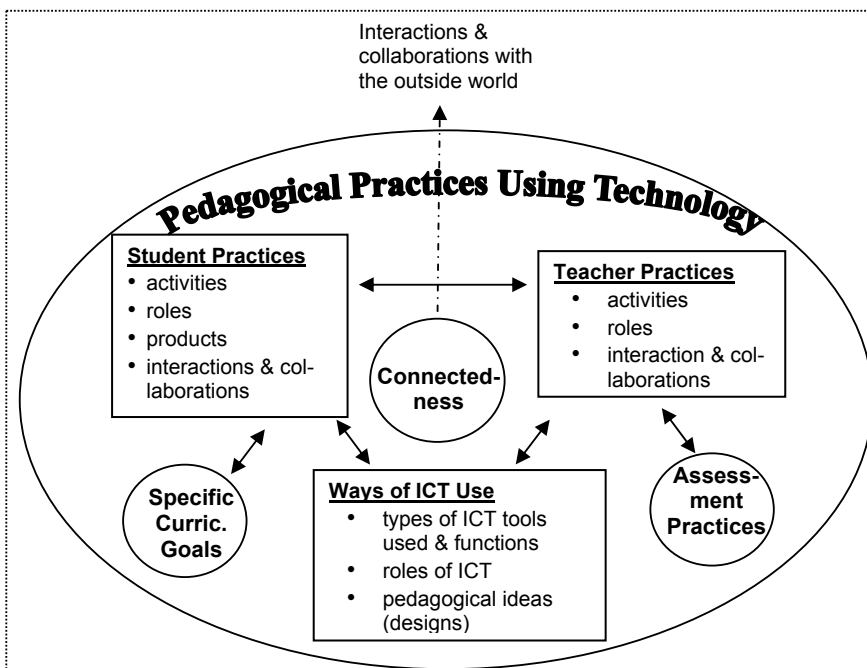 Interactions &
collaborations with
the outside world
Pedagogical Practices Using Technology
Student Practices
• activities
• roles
• products
• interactions & col-
laborations
Teacher Practices
• activities
• roles
• interaction & col-
laborations
Connected-
ness
Specific
Curric.
Goals
Ways of ICT Use
• types of ICT tools
used & functions
• roles of ICT
• pedagogical ideas
(designs)
Assess-
ment
Practices